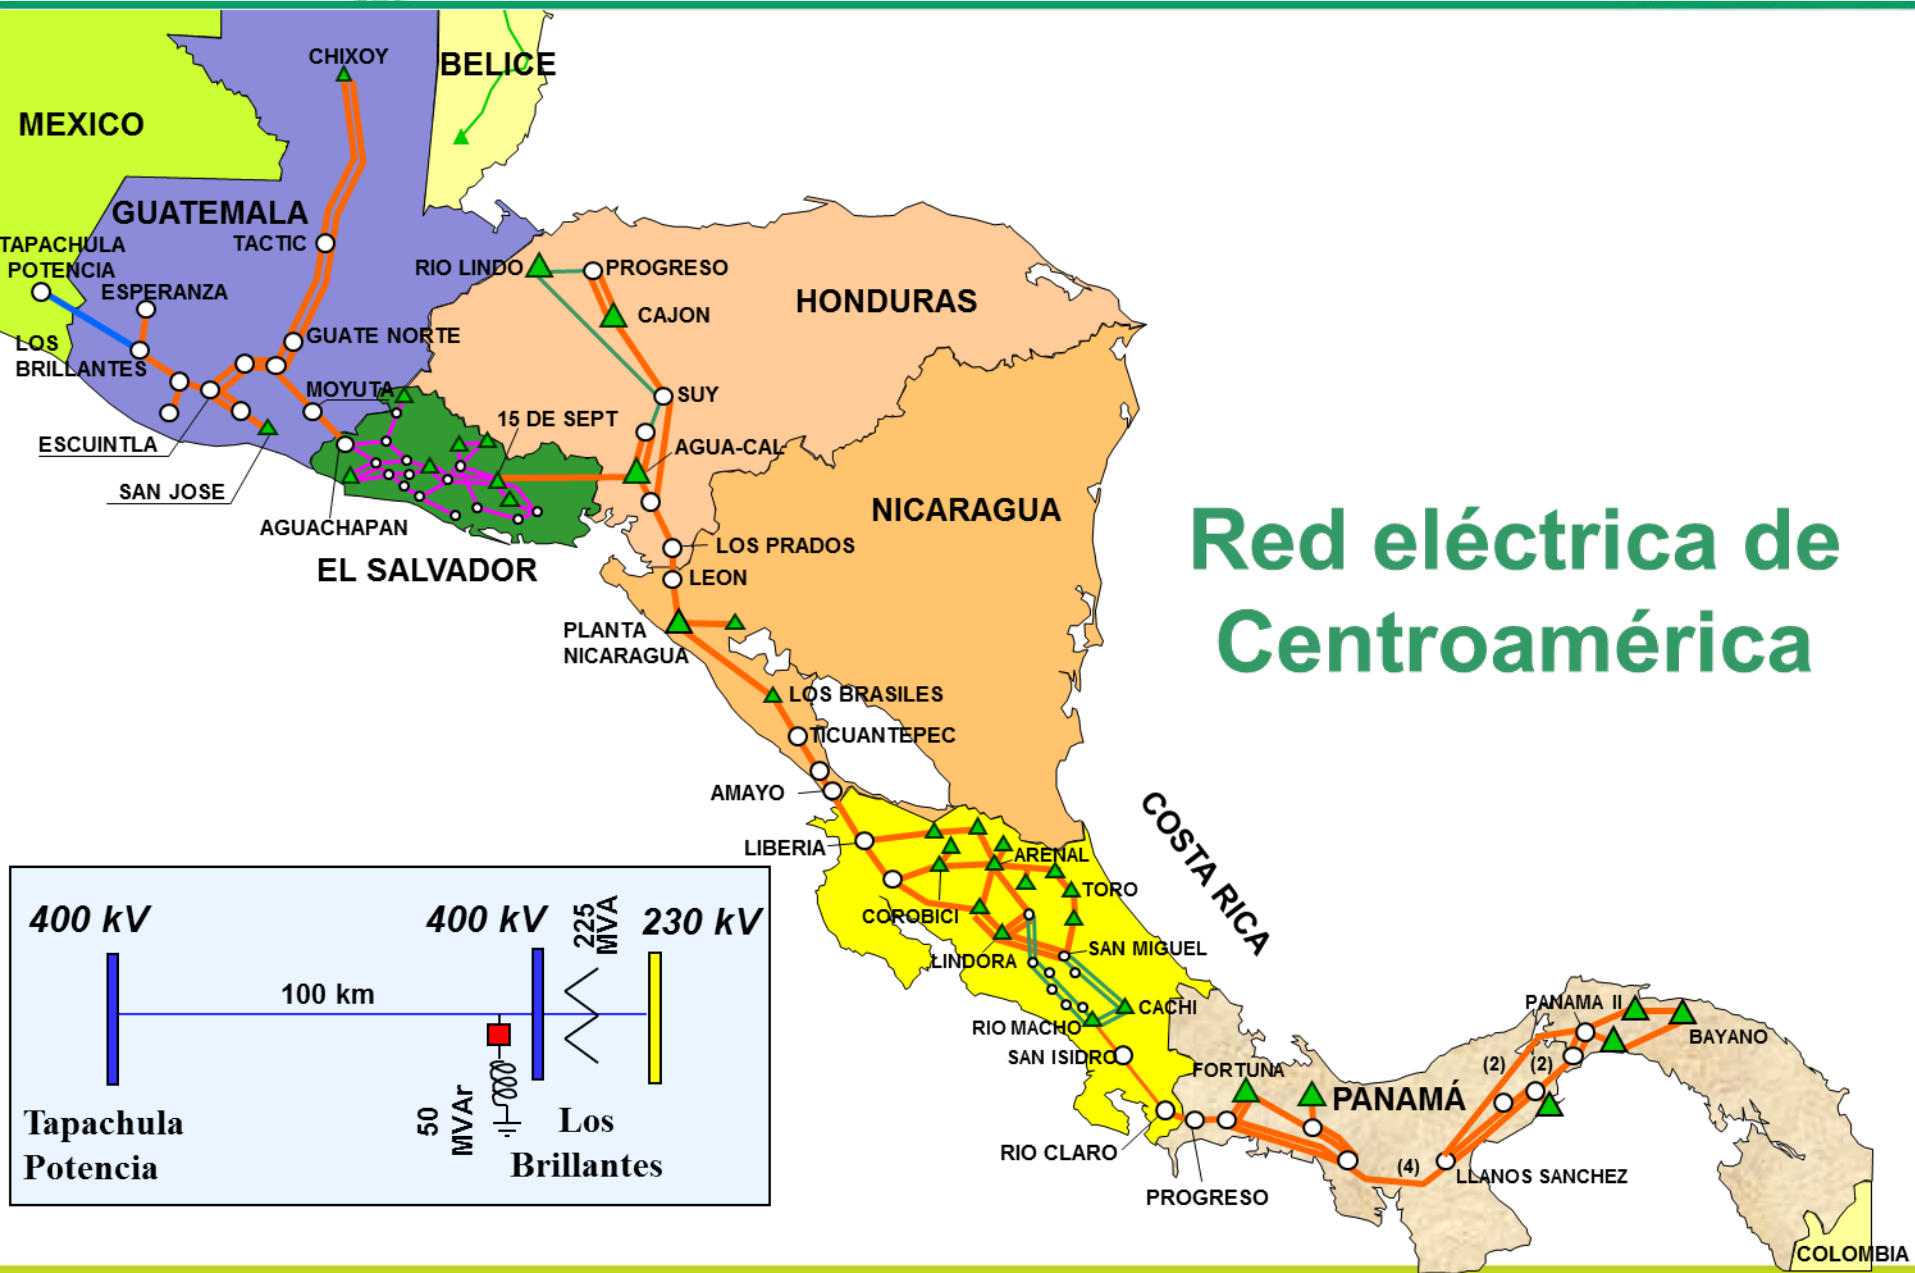 CHIXOY
BELICE
MEXICO
GUATEMALA
TACTIC
TAPACHULA
POTENCIA
ESPERANZA
RIO LINDO
PROGRESO
CAJON
HONDURAS
GUATE NORTE
LOS
BRILLANTES
MOYUTA
SUY
15 DE SEPT
AGUA-CAL
ESCUINTLA
SAN JOSE
AGUACHAPAN
EL SALVADOR
NICARAGUA
LOS PRADOS
LEON
Red eléctrica de
Centroamérica
PLANTA
NICARAGUA
LOS BRASILES
TICUANTEPEC
AMAYO
LIBERIA
COSTA RICA
ARENAL
TORO
COROBICI
LINDORA
SAN MIGUEL
CACHI
RIO MACHO
SAN ISIDRO
RIO CLARO
PROGRESO
FORTUNA
PANAMÁ
PANAMA II
BAYANO
(2)
(2)
(4)
LLANOS SANCHEZ
COLOMBIA
400 kV
400 kV
225
MVA
230 kV
100 km
50
MVAr
Tapachula
Potencia
Los
Brillantes